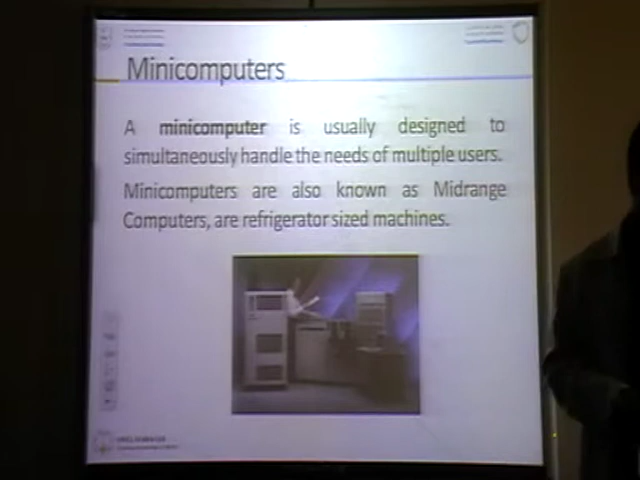 Minicomputers
A minicomputer is usually designed to
simultaneously handle the needs of multiple users.
Minicomputers are also known as Midrange
Computers, are refrigerator sized machines.